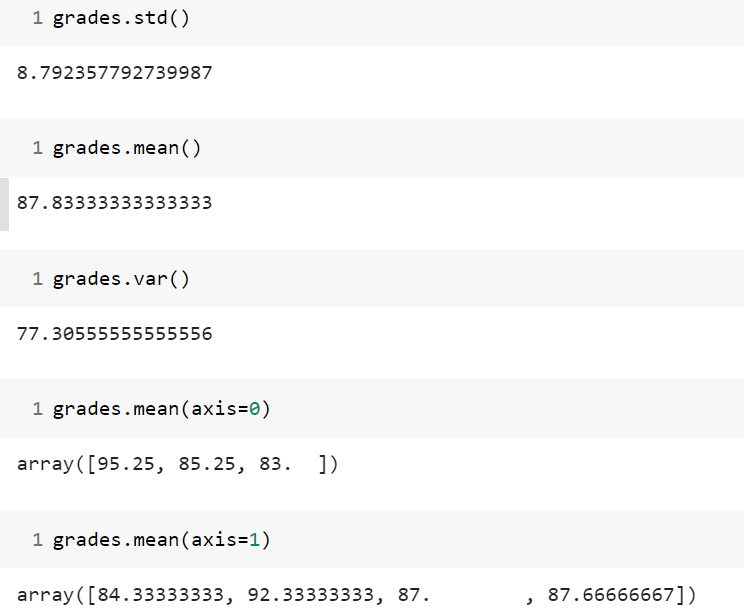 1 grades.std()
8.792357792739987
1 grades.mean()
87.83333333333333
1 grades.var()
77.30555555555556
1 grades.mean(axis=0)
array([95.25, 85.25, 83.  ])
1 grades.mean(axis=1)
array([84.33333333, 92.33333333, 87.        , 87.66666667])